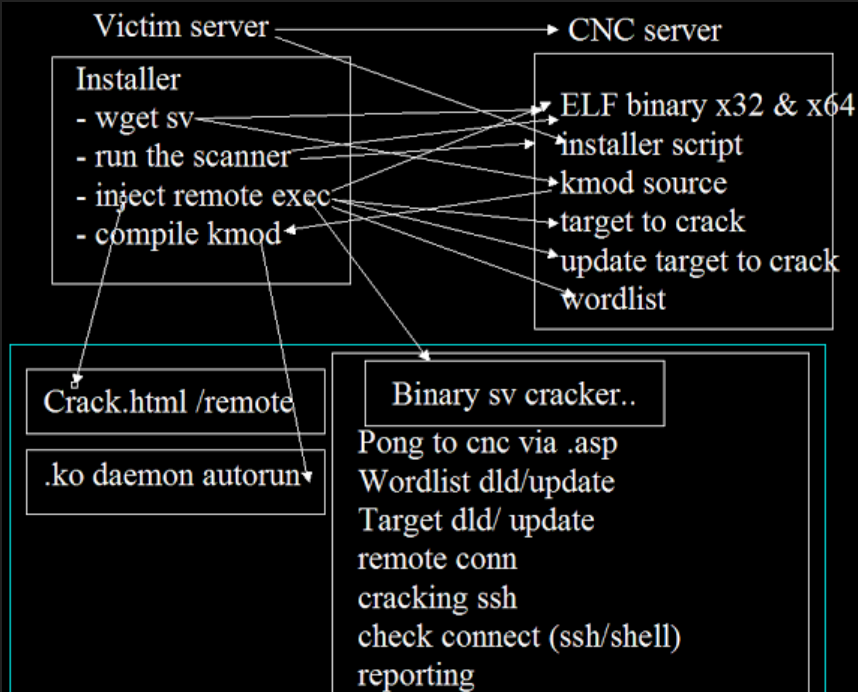 Victim server
CNC server
Installer
- wget sv
- run the scanner
- inject remote exec
- compile kmod
ELF binary x32 & x64
installer script
kmod source
target to crack
update target to crack
wordlist
Crack.html /remote
.ko daemon autorun
Binary sv cracker..
Pong to cnc via .asp
Wordlist dld/update
Target dld/ update
remote conn
cracking ssh
check connect (ssh/shell)
reporting